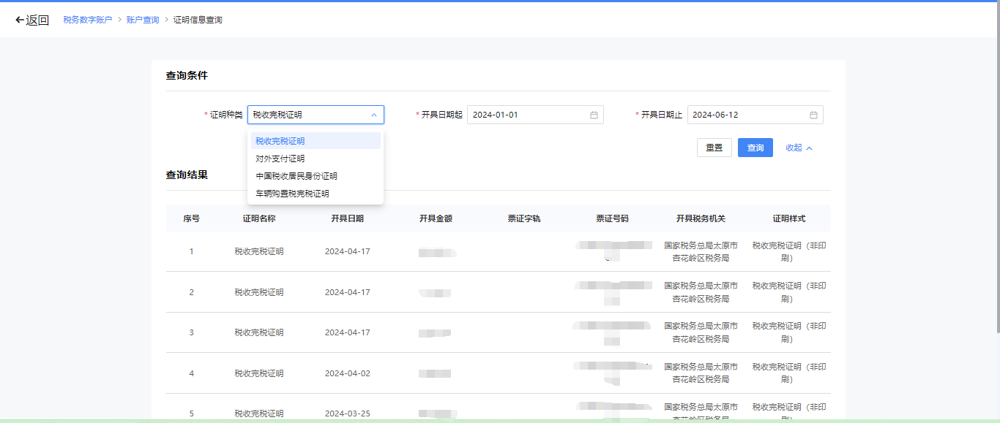 返回 税务数字账户 > 账户查询 > 证明信息查询
查询条件
* 证明种类 税收完税证明 * 开具日期起 2024-01-01 * 开具日期止 2024-06-12
税收完税证明
对外支付证明
中国税收居民身份证明
车辆购置税完税证明
重置 查询 收起
查询结果
序号 证明名称 开具日期 开具金额 票证字轨 票证号码 开具税务机关 证明样式
1 税收完税证明 2024-04-17 国家税务总局太原市 税收完税证明（非印
杏花岭区税务局 刷）
2 税收完税证明 2024-04-17 国家税务总局太原市 税收完税证明（非印
杏花岭区税务局 刷）
3 税收完税证明 2024-04-17 国家税务总局太原市 税收完税证明（非印
杏花岭区税务局 刷）
4 税收完税证明 2024-04-02 国家税务总局太原市 税收完税证明（非印
杏花岭区税务局 刷）
5 税收完税证明 2024-03-25 国家税务总局太原市 税收完税证明（非印